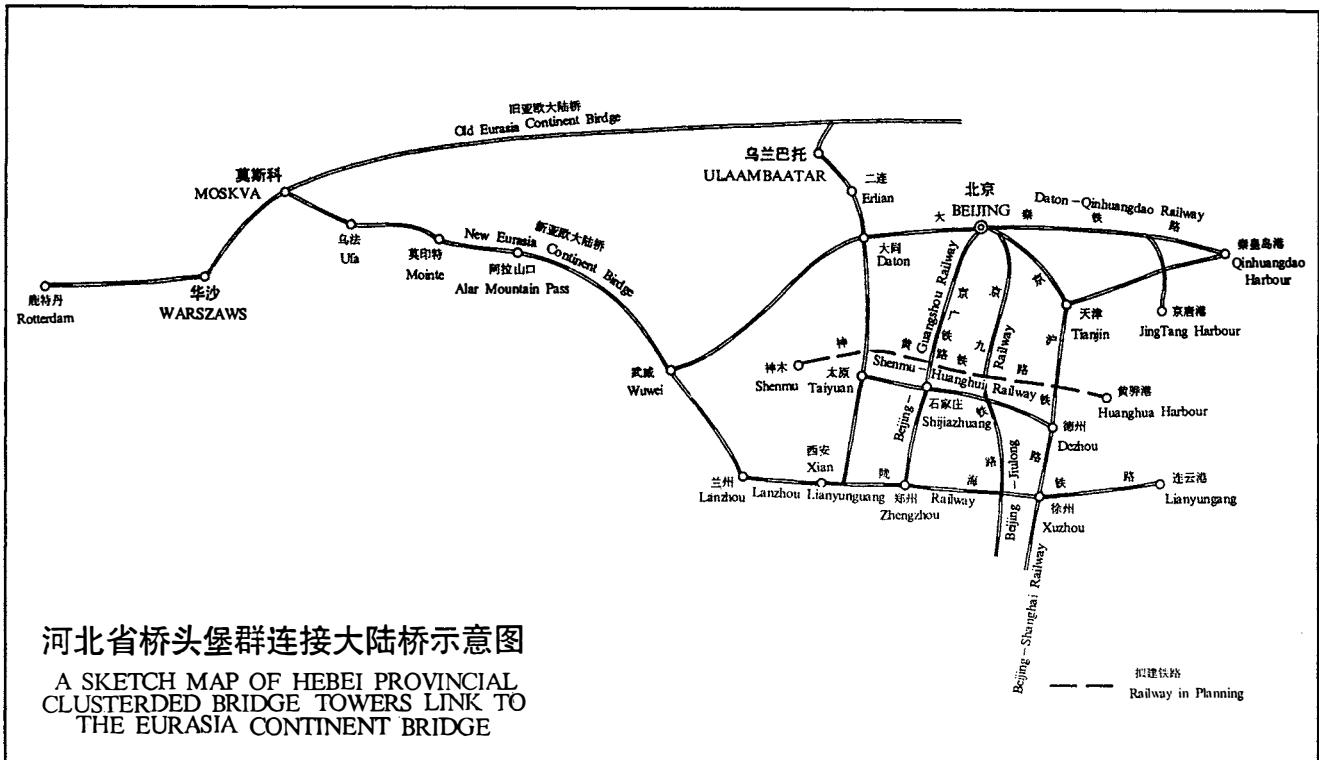 旧亚欧大陆桥
Old Eurasia Continent Birdge
莫斯科
MOSKVA
乌兰巴托
ULAAMBAATAR
二连
Erlian
北京
BEIJING
大秦铁路
Daton-Qinhuangdao Railway
秦皇岛港
Qinhuangdao
Harbour
乌法
Ufa
莫印特
Mointe
新亚欧大陆桥
New Eurasia Continent Birdge
阿拉山口
Alar Mountain Pass
大同
Daton
鹿特丹
Rotterdam
华沙
WARSZAWS
京唐港
JingTang Harbour
天津
Tianjin
京广铁路
Beijing-Guangshou Railway
京九铁路
Beijing-Jiulong Railway
京沪铁路
Beijing-Shanghai Railway
神黄铁路
Shenmu-Huanghui Railway
神木
Shenmu
太原
Taiyuan
武威
Wuwei
石家庄
Shijiazhuang
黄骅港
Huanghua Harbour
德州
Dezhou
西安
Xian
兰州
Lanzhou
陇海铁路
Lanzhou Lianyunguang Railway
郑州
Zhengzhou
徐州
Xuzhou
连云港
Lianyungang
河北省桥头堡群连接大陆桥示意图
A SKETCH MAP OF HEBEI PROVINCIAL
CLUSTERDED BRIDGE TOWERS LINK TO
THE EURASIA CONTINENT BRIDGE
拟建铁路
Railway in Planning